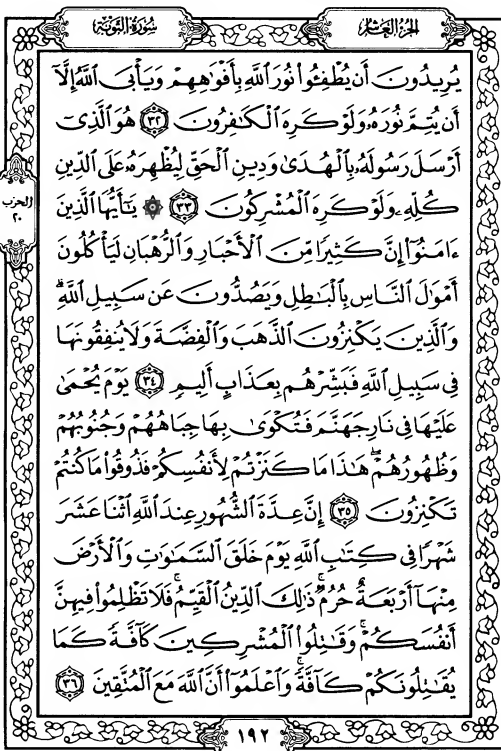 الجزء العاشر
سورة التوبة
يُرِيدُونَ أَن يُطْفِـُٔوا۟ نُورَ ٱللَّهِ بِأَفْوَٰهِهِمْ وَيَأْبَى ٱللَّهُ إِلَّآ
أَن يُتِمَّ نُورَهُۥ وَلَوْ كَرِهَ ٱلْكَـٰفِرُونَ ٣٢ هُوَ ٱلَّذِىٓ
أَرْسَلَ رَسُولَهُۥ بِٱلْهُدَىٰ وَدِينِ ٱلْحَقِّ لِيُظْهِرَهُۥ عَلَى ٱلدِّينِ
كُلِّهِۦ وَلَوْ كَرِهَ ٱلْمُشْرِكُونَ ٣٣ ۞ يَـٰٓأَيُّهَا ٱلَّذِينَ
ءَامَنُوٓا۟ إِنَّ كَثِيرًا مِّنَ ٱلْأَحْبَارِ وَٱلرُّهْبَانِ لَيَأْكُلُونَ
أَمْوَٰلَ ٱلنَّاسِ بِٱلْبَـٰطِلِ وَيَصُدُّونَ عَن سَبِيلِ ٱللَّهِ ۗ
وَٱلَّذِينَ يَكْنِزُونَ ٱلذَّهَبَ وَٱلْفِضَّةَ وَلَا يُنفِقُونَهَا
فِى سَبِيلِ ٱللَّهِ فَبَشِّرْهُم بِعَذَابٍ أَلِيمٍ ٣٤ يَوْمَ يُحْمَىٰ
عَلَيْهَا فِى نَارِ جَهَنَّمَ فَتُكْوَىٰ بِهَا جِبَاهُهُمْ وَجُنُوبُهُمْ
وَظُهُورُهُمْ ۖ هَـٰذَا مَا كَنَزْتُمْ لِأَنفُسِكُمْ فَذُوقُوا۟ مَا كُنتُمْ
تَكْنِزُونَ ٣٥ إِنَّ عِدَّةَ ٱلشُّهُورِ عِندَ ٱللَّهِ ٱثْنَا عَشَرَ
شَهْرًا فِى كِتَـٰبِ ٱللَّهِ يَوْمَ خَلَقَ ٱلسَّمَـٰوَٰتِ وَٱلْأَرْضَ
مِنْهَآ أَرْبَعَةٌ حُرُمٌ ۚ ذَٰلِكَ ٱلدِّينُ ٱلْقَيِّمُ ۚ فَلَا تَظْلِمُوا۟ فِيهِنَّ
أَنفُسَكُمْ ۚ وَقَـٰتِلُوا۟ ٱلْمُشْرِكِينَ كَآفَّةً كَمَا
يُقَـٰتِلُونَكُمْ كَآفَّةً ۚ وَٱعْلَمُوٓا۟ أَنَّ ٱللَّهَ مَعَ ٱلْمُتَّقِينَ ٣٦
الحزب
٢٠
١٩٢